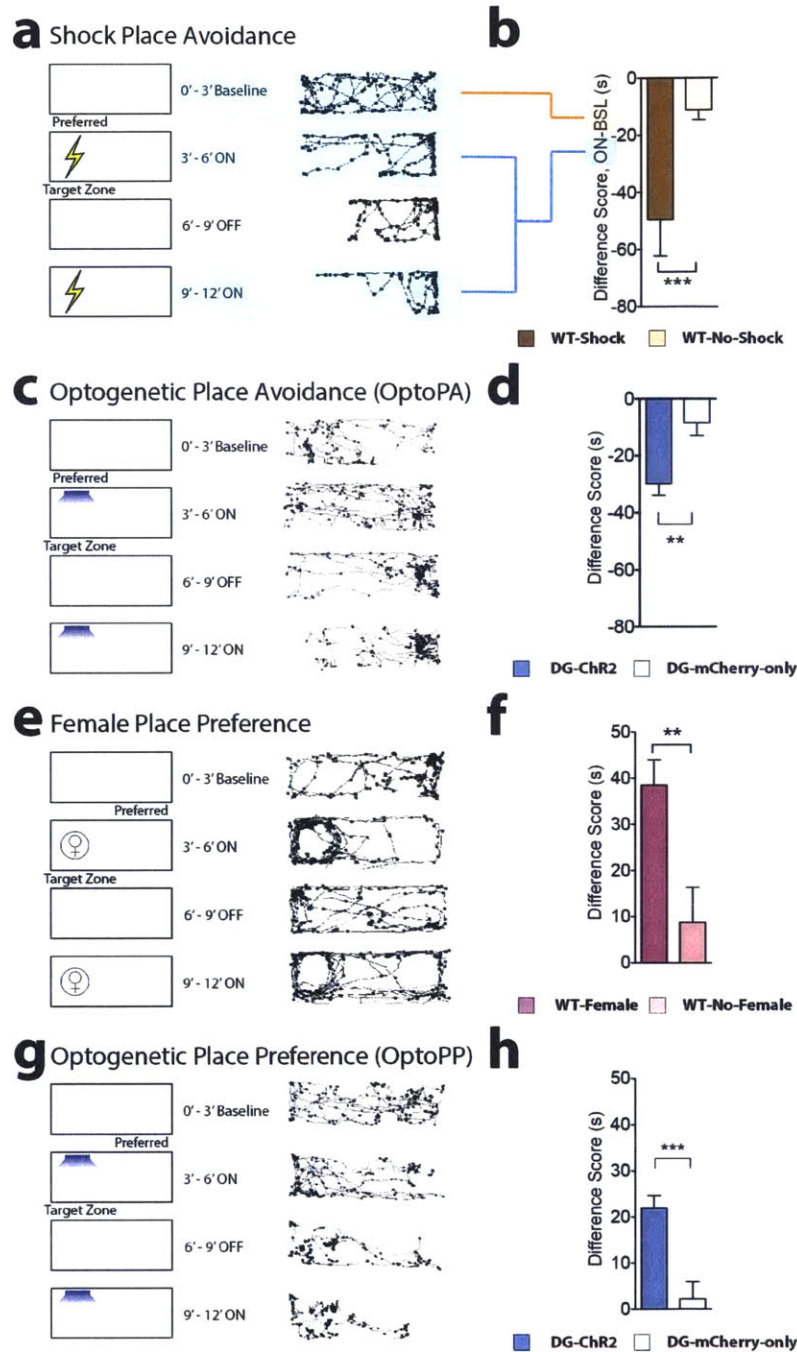 a Shock Place Avoidance
0' - 3' Baseline
Preferred
3' - 6' ON
Target Zone
6' - 9' OFF
9' - 12' ON
b
Difference Score, ON-BSL (s)
0
-20
-40
-60
-80
***
WT-Shock WT-No-Shock
c Optogenetic Place Avoidance (OptoPA)
0' - 3' Baseline
Preferred
3' - 6' ON
Target Zone
6' - 9' OFF
9' - 12' ON
d
Difference Score (s)
0
-20
-40
-60
-80
**
DG-ChR2 DG-mCherry-only
e Female Place Preference
0' - 3' Baseline
Preferred
3' - 6' ON
Target Zone
6' - 9' OFF
9' - 12' ON
f
Difference Score (s)
50
40
30
20
10
0
**
WT-Female WT-No-Female
g Optogenetic Place Preference (OptoPP)
0' - 3' Baseline
Preferred
3' - 6' ON
Target Zone
6' - 9' OFF
9' - 12' ON
h
Difference Score (s)
50
40
30
20
10
0
***
DG-ChR2 DG-mCherry-only